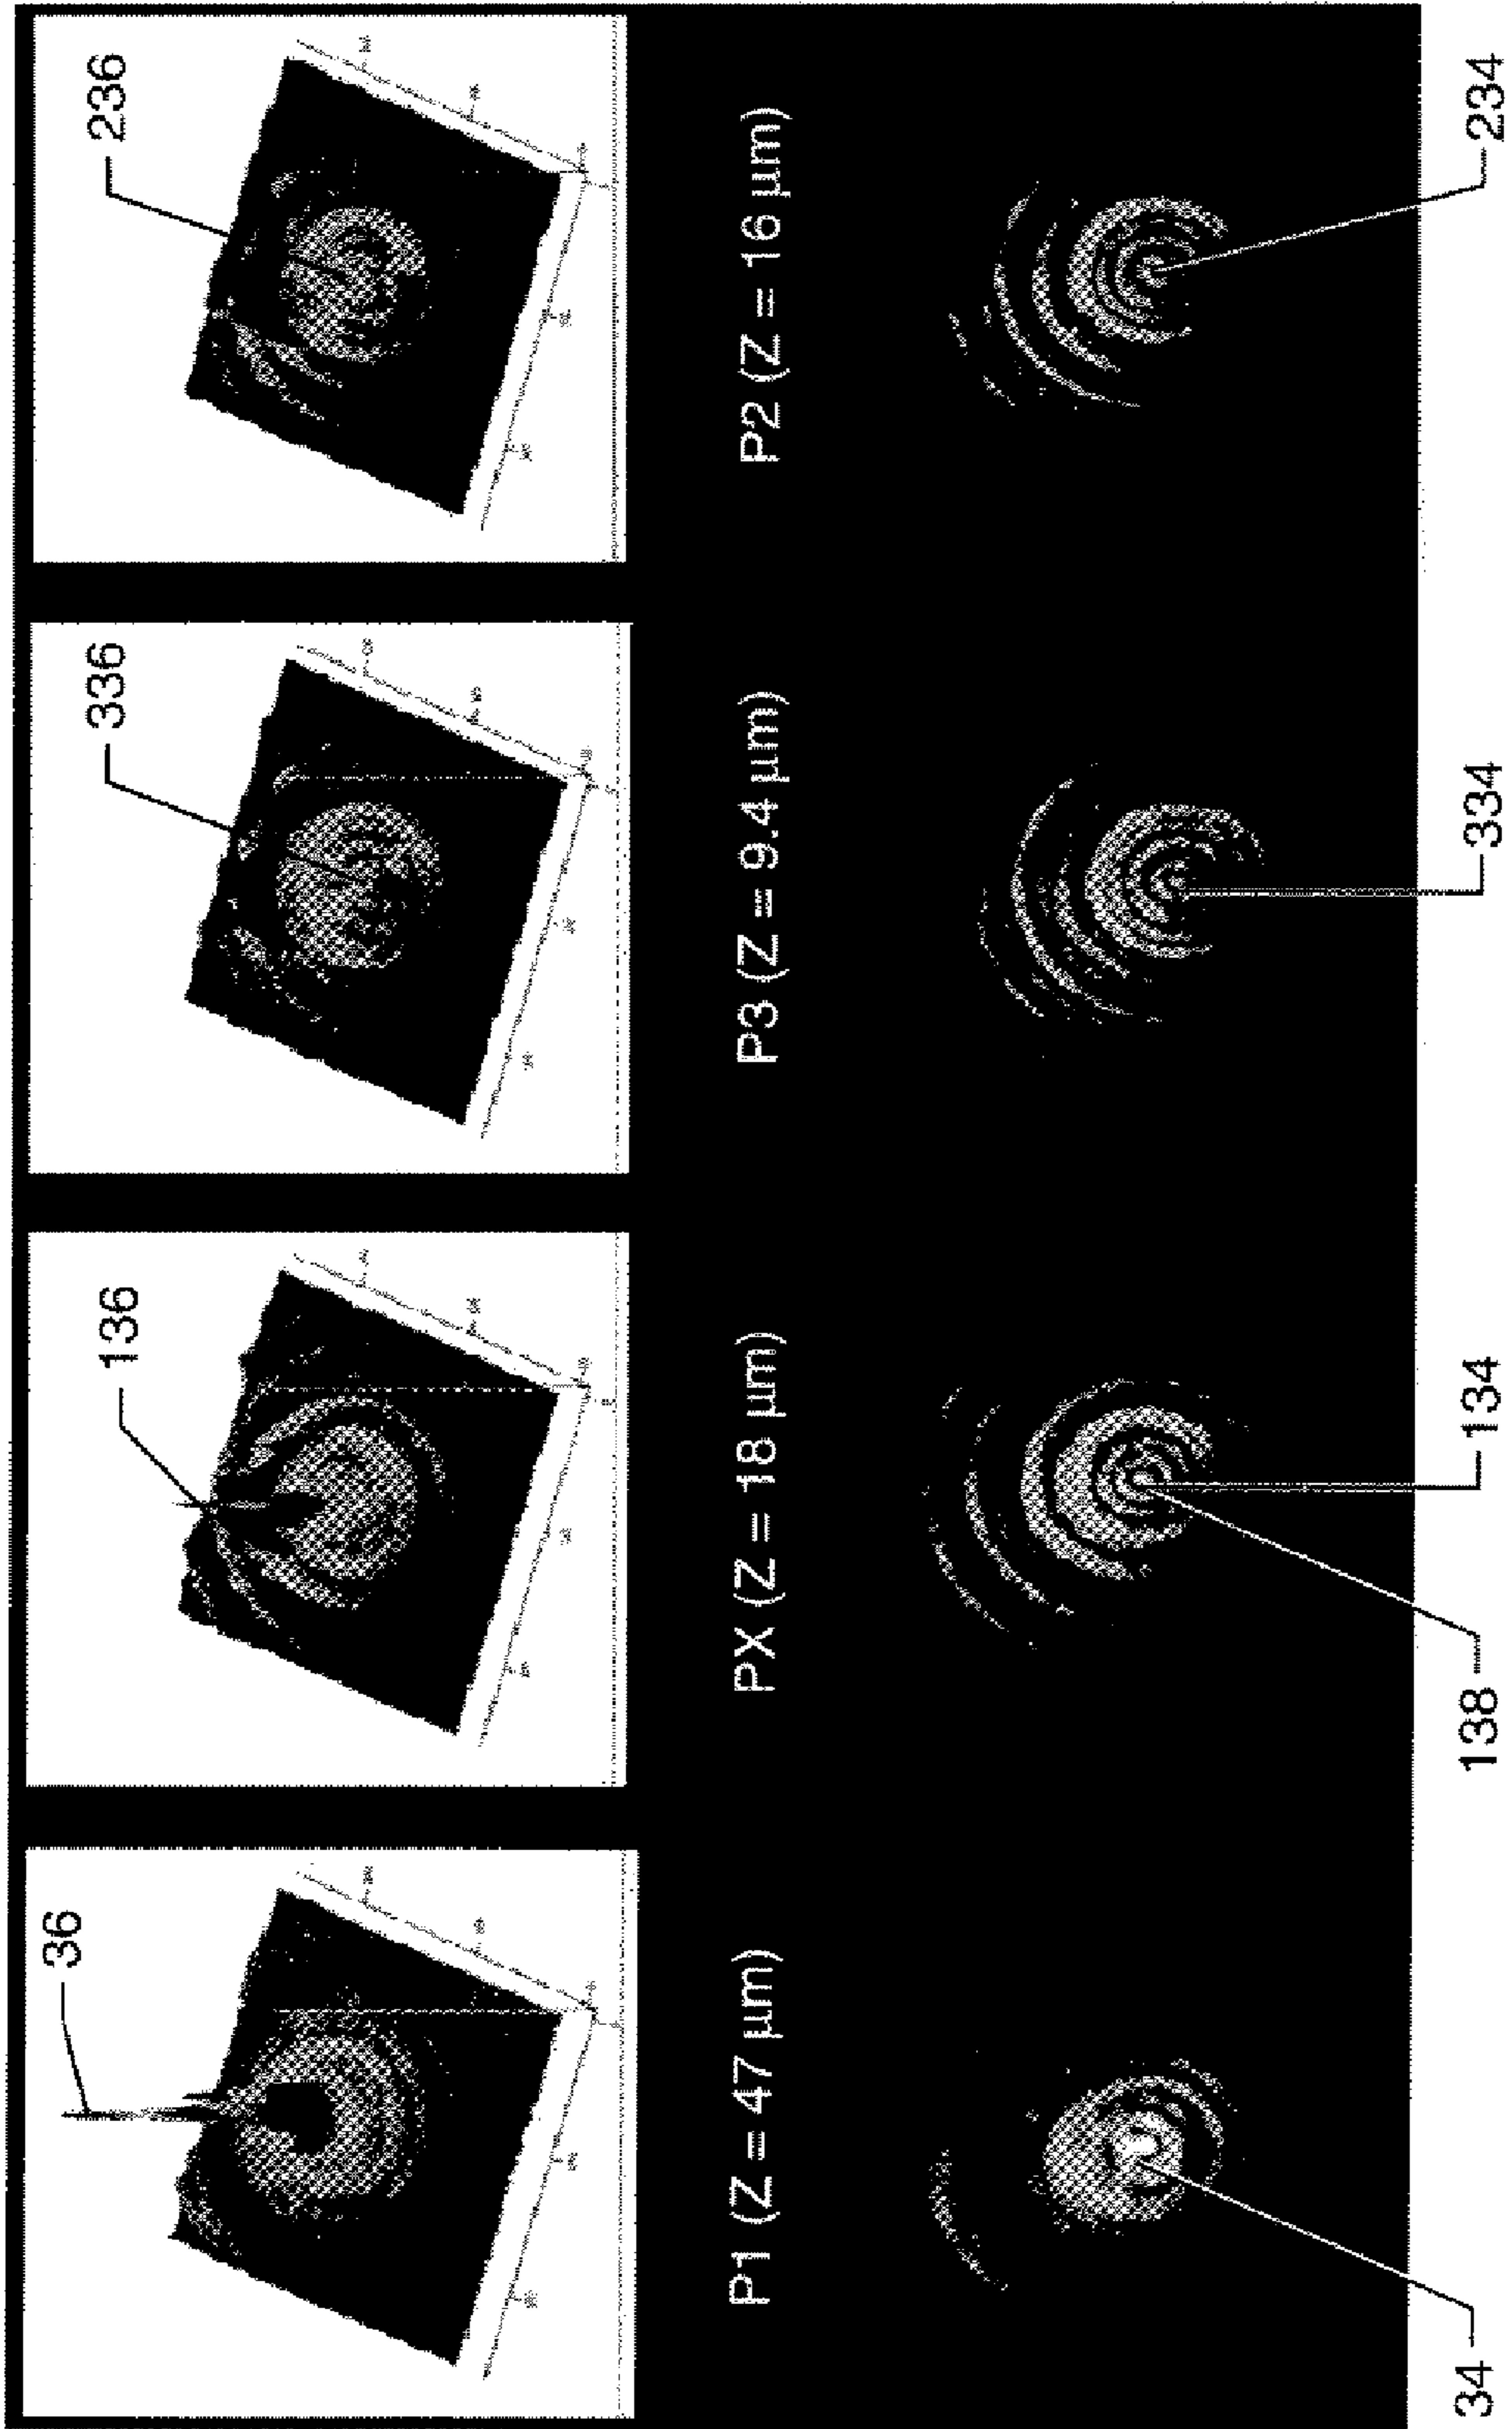 36
136
336
236
P1 (Z = 47 µm)
PX (Z = 18 µm)
P3 (Z = 9.4 µm)
P2 (Z = 16 µm)
34
138
134
334
234